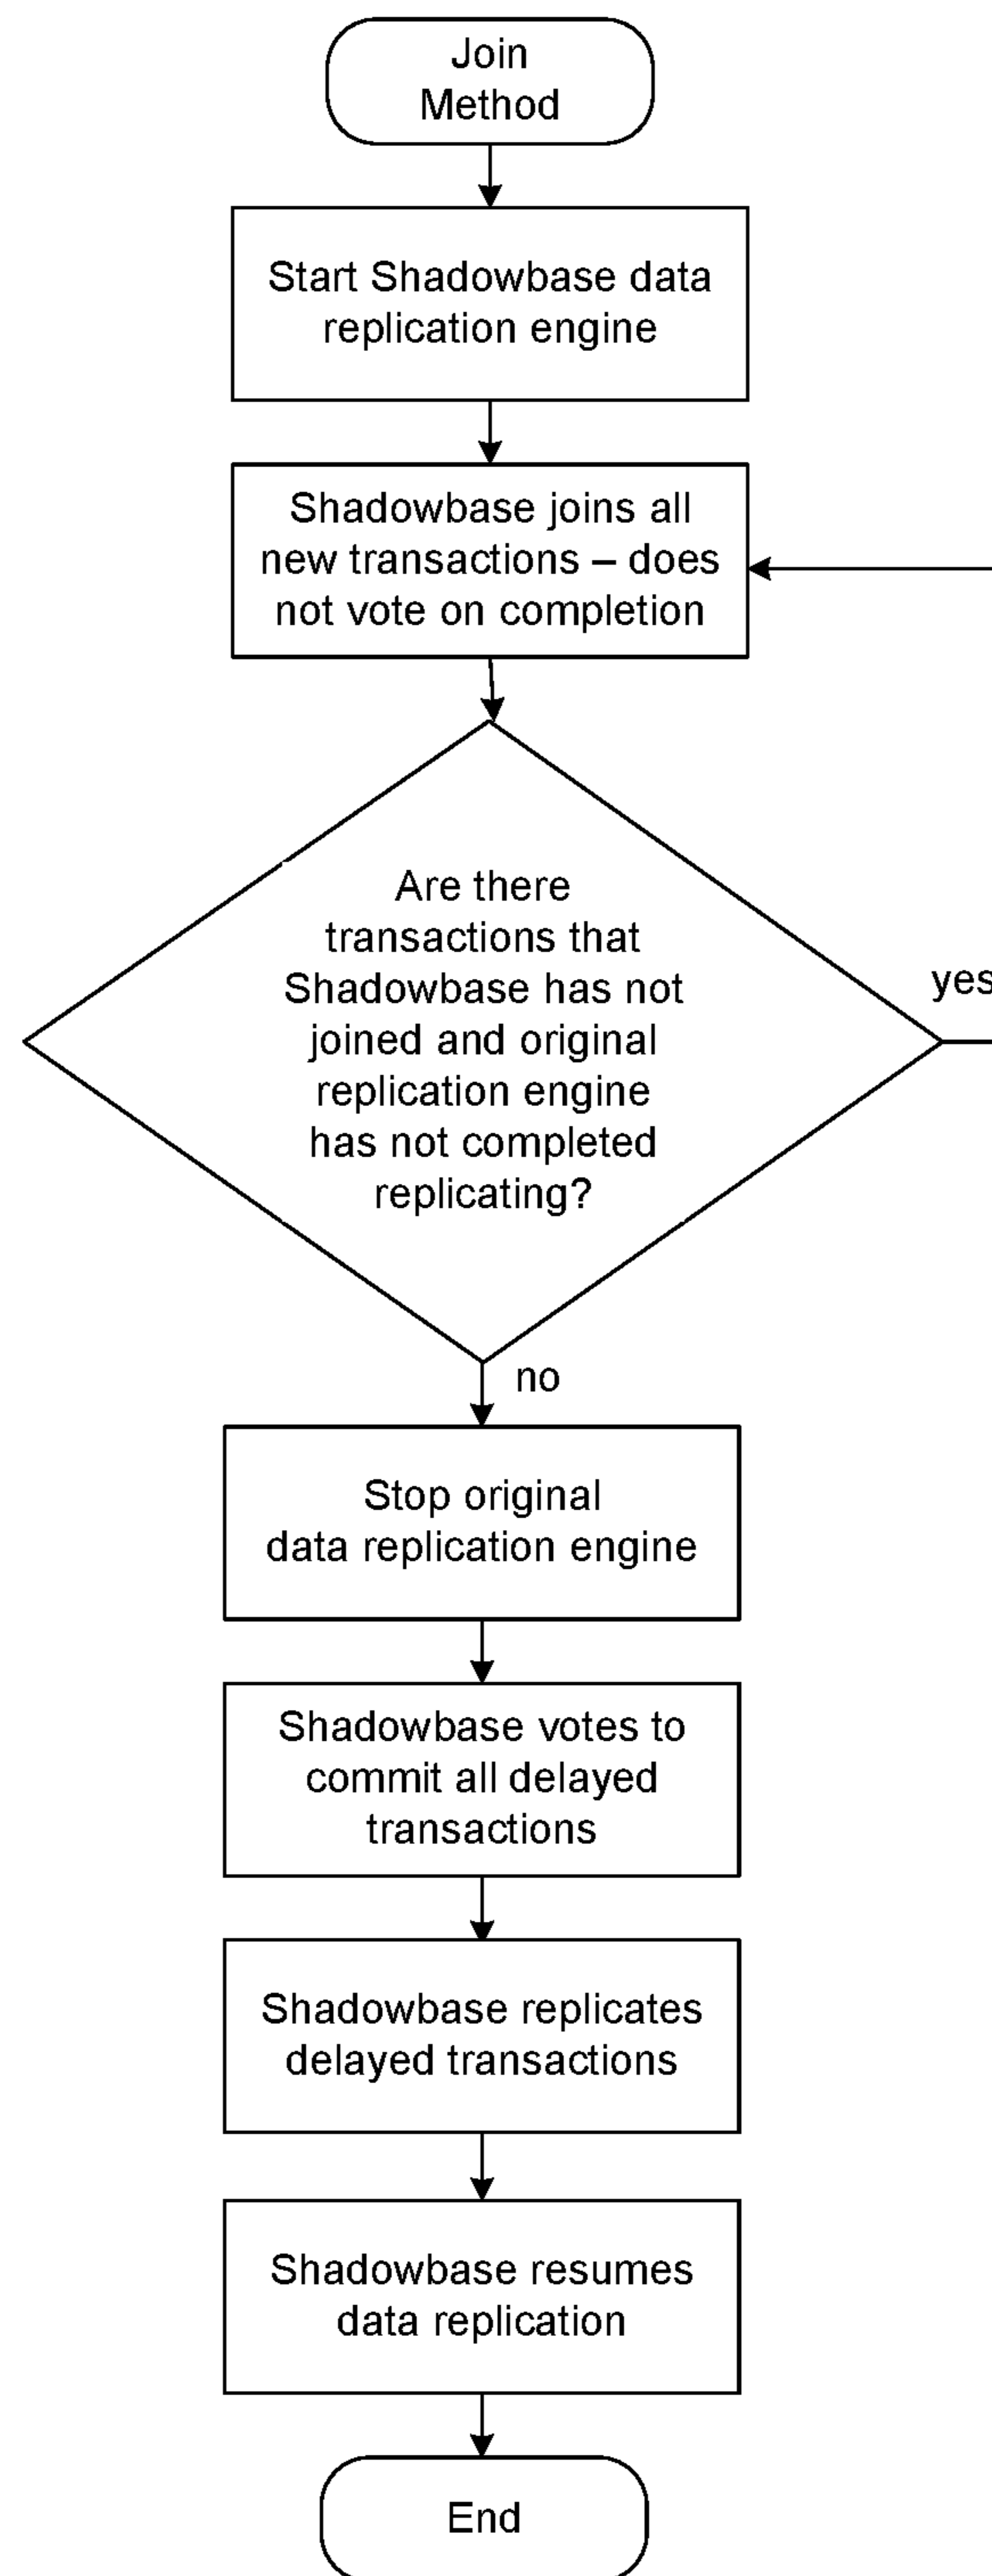 Join
Method
Start Shadowbase data
replication engine
Shadowbase joins all
new transactions – does
not vote on completion
Are there
transactions that
Shadowbase has not
joined and original
replication engine
has not completed
replicating?
yes
no
Stop original
data replication engine
Shadowbase votes to
commit all delayed
transactions
Shadowbase replicates
delayed transactions
Shadowbase resumes
data replication
End